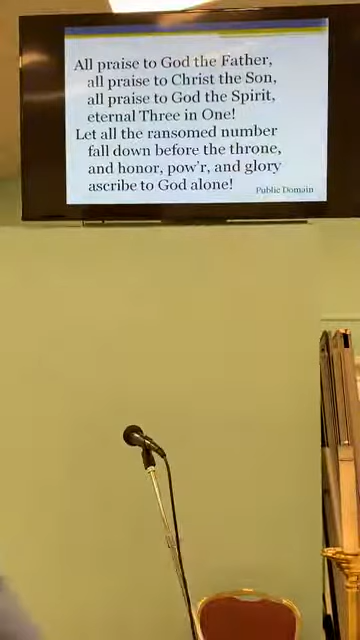 All praise to God the Father,
all praise to Christ the Son,
all praise to God the Spirit,
eternal Three in One!
Let all the ransomed number
fall down before the throne,
and honor, pow'r, and glory
ascribe to God alone!
Public Domain